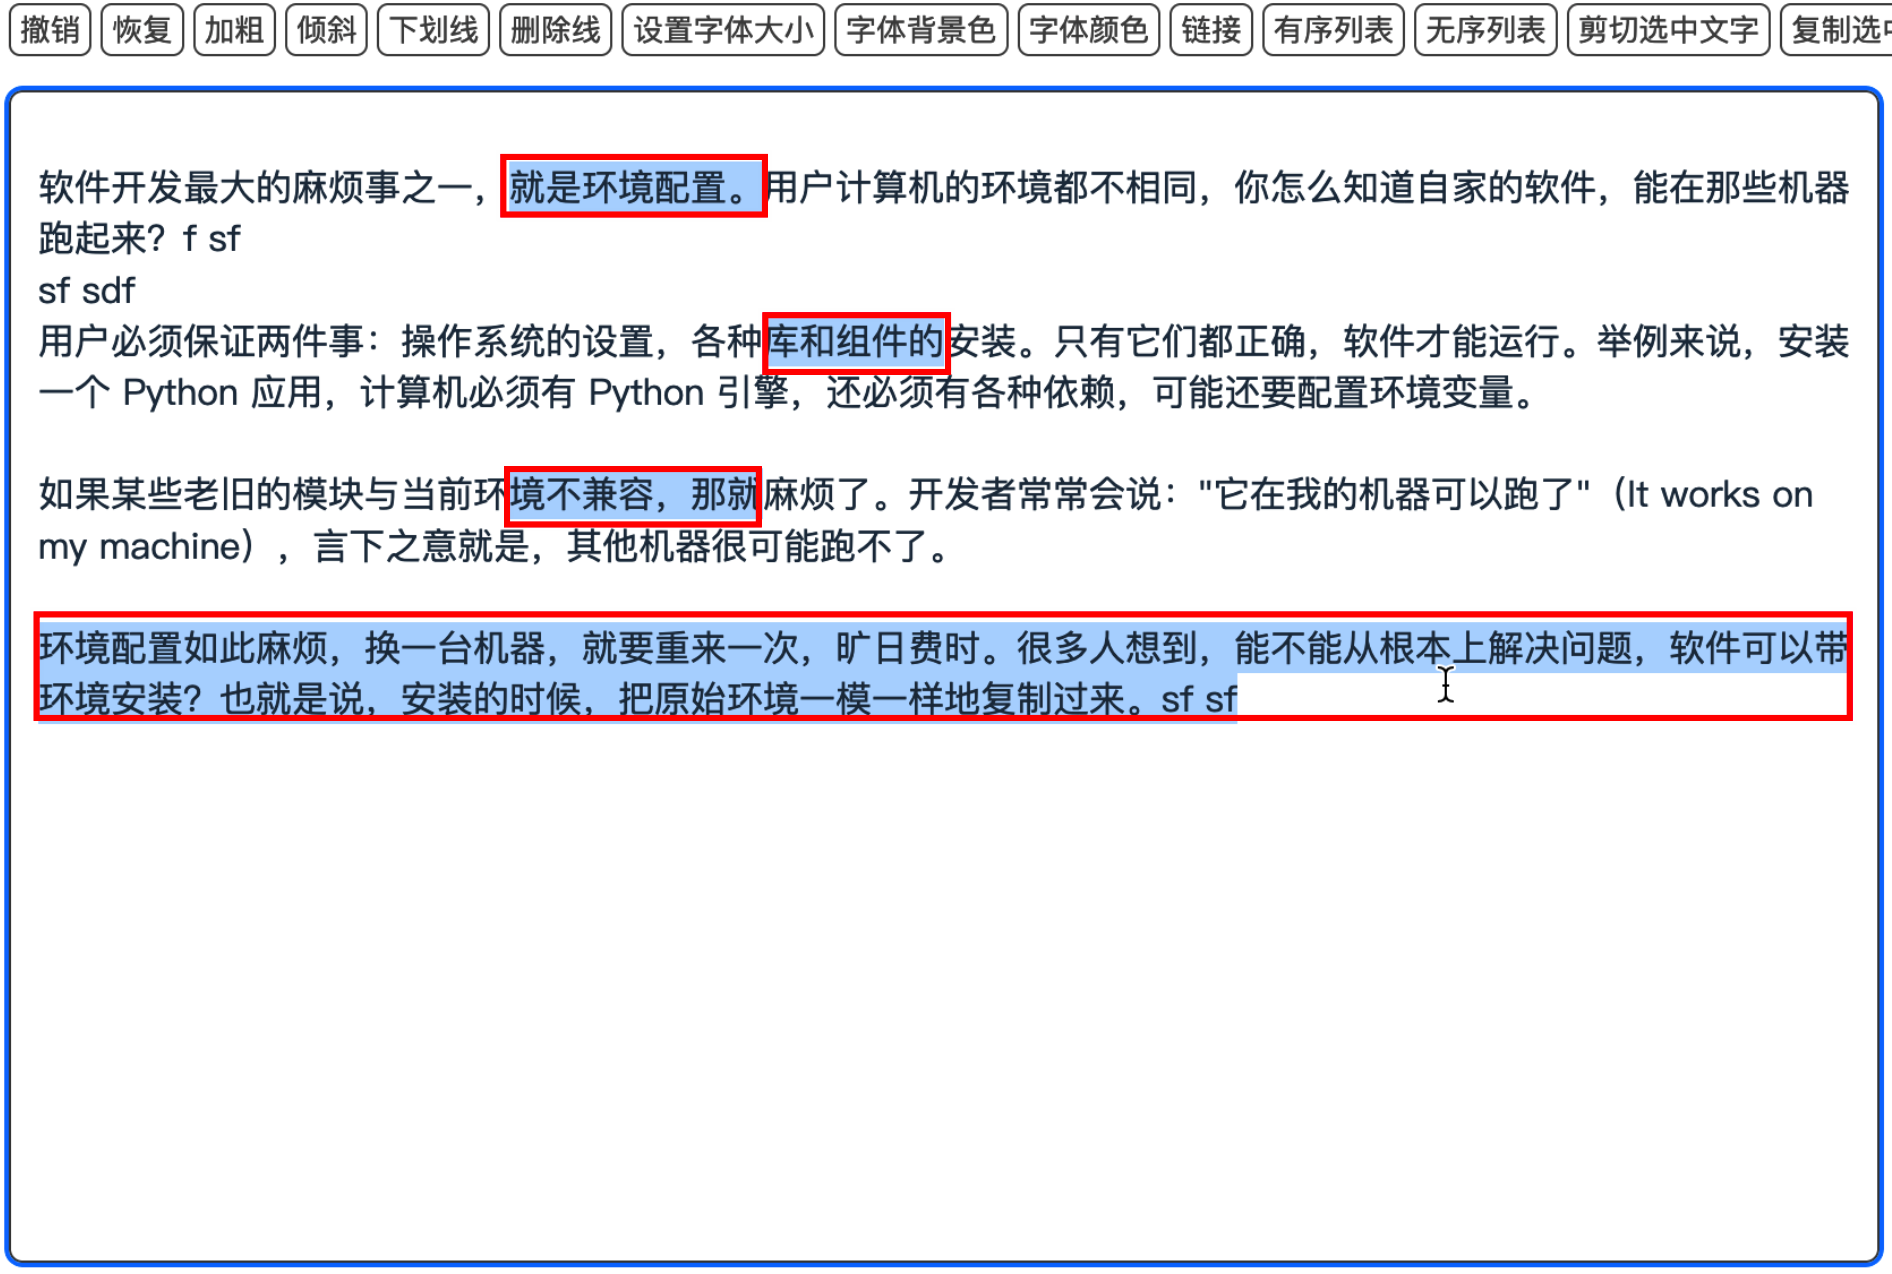 撤销 恢复 加粗 倾斜 下划线 删除线 设置字体大小 字体背景色 字体颜色 链接 有序列表 无序列表 剪切选中文字 复制选中
软件开发最大的麻烦事之一，就是环境配置。用户计算机的环境都不相同，你怎么知道自家的软件，能在那些机器
跑起来？f sf
sf sdf
用户必须保证两件事：操作系统的设置，各种库和组件的安装。只有它们都正确，软件才能运行。举例来说，安装
一个 Python 应用，计算机必须有 Python 引擎，还必须有各种依赖，可能还要配置环境变量。
如果某些老旧的模块与当前环境不兼容，那就麻烦了。开发者常常会说："它在我的机器可以跑了"（It works on
my machine），言下之意就是，其他机器很可能跑不了。
环境配置如此麻烦，换一台机器，就要重来一次，旷日费时。很多人想到，能不能从根本上解决问题，软件可以带
环境安装？也就是说，安装的时候，把原始环境一模一样地复制过来。sf sf